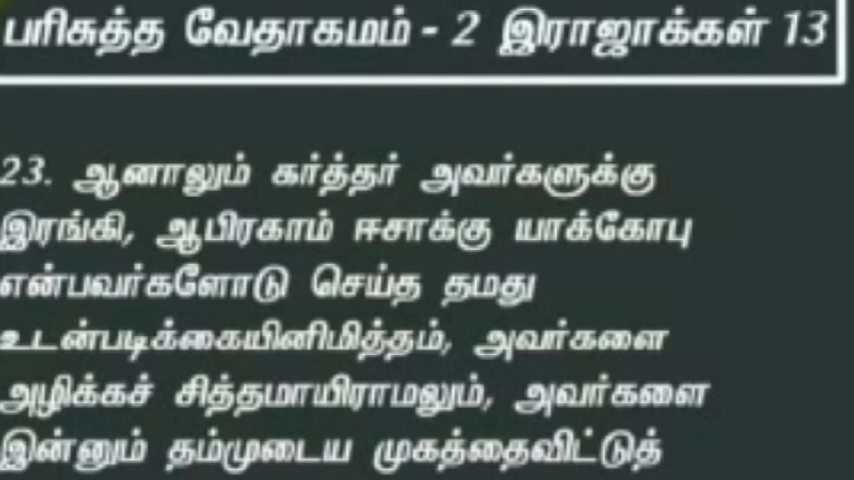 பரிசுத்த வேதாகமம் - 2 இராஜாக்கள் 13
23. ஆனாலும் கர்த்தர் அவர்களுக்கு
இரங்கி, ஆபிரகாம் ஈசாக்கு யாக்கோபு
என்பவர்களோடு செய்த தமது
உடன்படிக்கையினிமித்தம், அவர்களை
அழிக்கச் சித்தமாயிராமலும், அவர்களை
இன்னும் தம்முடைய முகத்தைவிட்டுத்